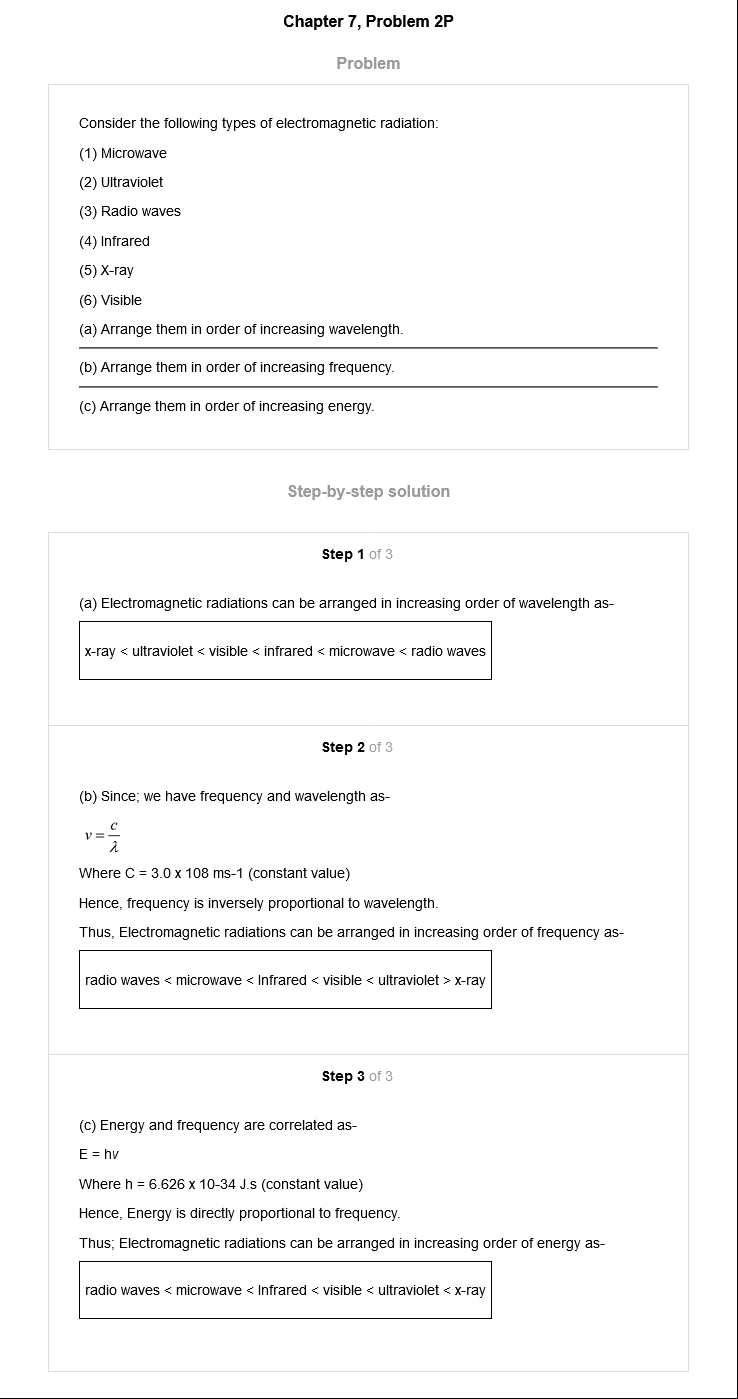 Chapter 7, Problem 2P
Problem
Consider the following types of electromagnetic radiation:
(1) Microwave
(2) Ultraviolet
(3) Radio waves
(4) Infrared
(5) X-ray
(6) Visible
(a) Arrange them in order of increasing wavelength.
(b) Arrange them in order of increasing frequency.
(c) Arrange them in order of increasing energy.
Step-by-step solution
Step 1 of 3
(a) Electromagnetic radiations can be arranged in increasing order of wavelength as-
x-ray < ultraviolet < visible < infrared < microwave < radio waves
Step 2 of 3
(b) Since; we have frequency and wavelength as-
ν = c/λ
Where C = 3.0 x 108 ms-1 (constant value)
Hence, frequency is inversely proportional to wavelength.
Thus, Electromagnetic radiations can be arranged in increasing order of frequency as-
radio waves < microwave < Infrared < visible < ultraviolet > x-ray
Step 3 of 3
(c) Energy and frequency are correlated as-
E = hν
Where h = 6.626 x 10-34 J.s (constant value)
Hence, Energy is directly proportional to frequency.
Thus; Electromagnetic radiations can be arranged in increasing order of energy as-
radio waves < microwave < Infrared < visible < ultraviolet < x-ray